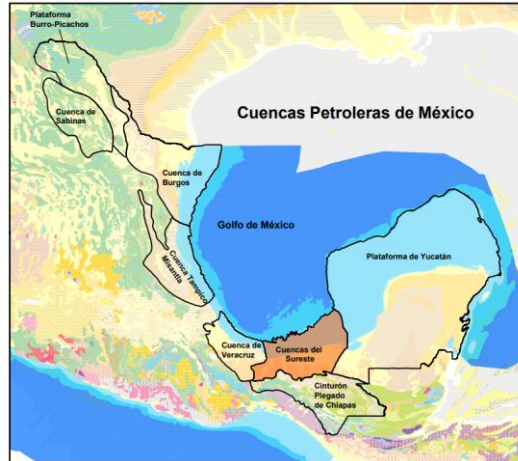 Plataforma
Burro-Picachos
Cuenca de
Sabinas
Cuencas Petroleras de México
Cuenca de
Burgos
Golfo de México
Plataforma de Yucatán
Cuenca Tampico
Misantla
Cuenca de
Veracruz
Cuencas del
Sureste
Cinturón
Plegado
de Chiapas